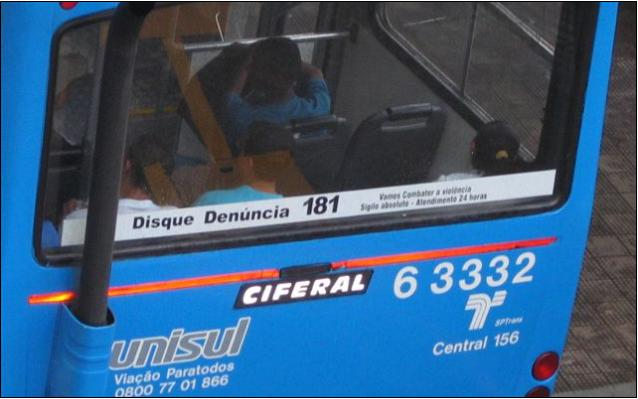 Disque Denúncia 181
Vamos Combater a violência
Sigilo absoluto - Atendimento 24 horas
CIFERAL
6 3332
SPTrans
Central 156
unisul
Viação Paratodos
0800 77 01 866